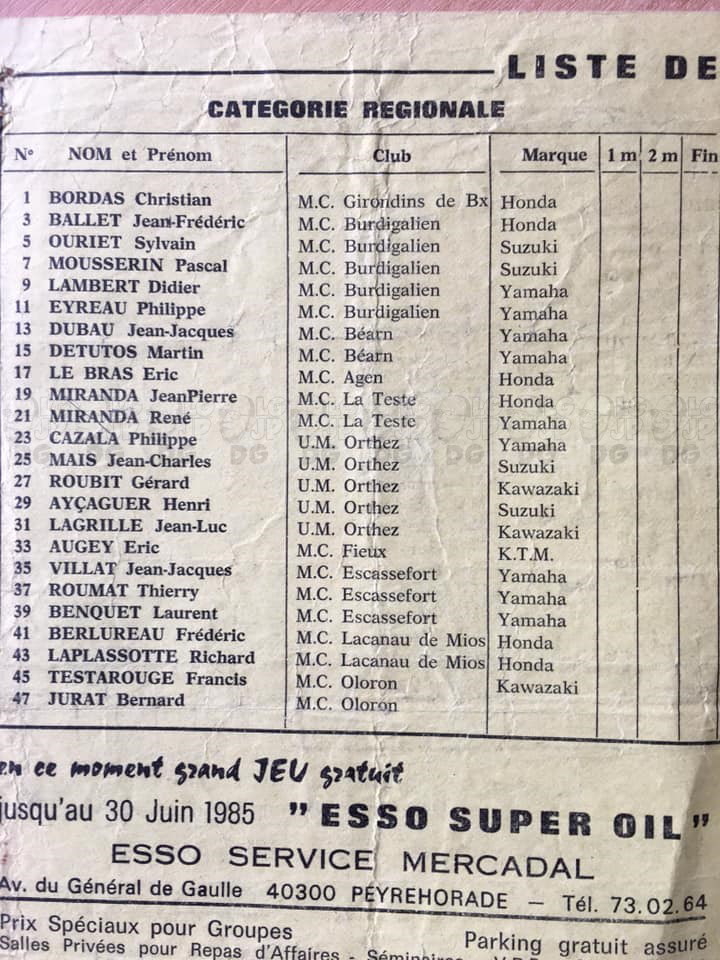 LISTE DE
CATEGORIE REGIONALE
N° NOM et Prénom Club Marque 1 m 2 m Fin
1 BORDAS Christian M.C. Girondins de Bx Honda
3 BALLET Jean-Frédéric M.C. Burdigalien Honda
5 OURIET Sylvain M.C. Burdigalien Suzuki
7 MOUSSERIN Pascal M.C. Burdigalien Suzuki
9 LAMBERT Didier M.C. Burdigalien Yamaha
11 EYREAU Philippe M.C. Burdigalien Yamaha
13 DUBAU Jean-Jacques M.C. Béarn Yamaha
15 DETUTOS Martin M.C. Béarn Yamaha
17 LE BRAS Eric M.C. Agen Honda
19 MIRANDA JeanPierre M.C. La Teste Honda
21 MIRANDA René M.C. La Teste Yamaha
23 CAZALA Philippe U.M. Orthez Yamaha
25 MAIS Jean-Charles U.M. Orthez Suzuki
27 ROUBIT Gérard U.M. Orthez Kawazaki
29 AYÇAGUER Henri U.M. Orthez Suzuki
31 LAGRILLE Jean-Luc U.M. Orthez Kawazaki
33 AUGEY Eric M.C. Fieux K.T.M.
35 VILLAT Jean-Jacques M.C. Escassefort Yamaha
37 ROUMAT Thierry M.C. Escassefort Yamaha
39 BENQUET Laurent M.C. Escassefort Yamaha
41 BERLUREAU Frédéric M.C. Lacanau de Mios Honda
43 LAPLASSOTTE Richard M.C. Lacanau de Mios Honda
45 TESTAROUGE Francis M.C. Oloron Kawazaki
47 JURAT Bernard M.C. Oloron
en ce moment grand JEU gratuit
jusqu'au 30 Juin 1985 "ESSO SUPER OIL"
ESSO SERVICE MERCADAL
Av. du Général de Gaulle 40300 PEYREHORADE — Tél. 73.02.64
Prix Spéciaux pour Groupes Parking gratuit assuré
Salles Privées pour Repas d'Affaires - Séminaires